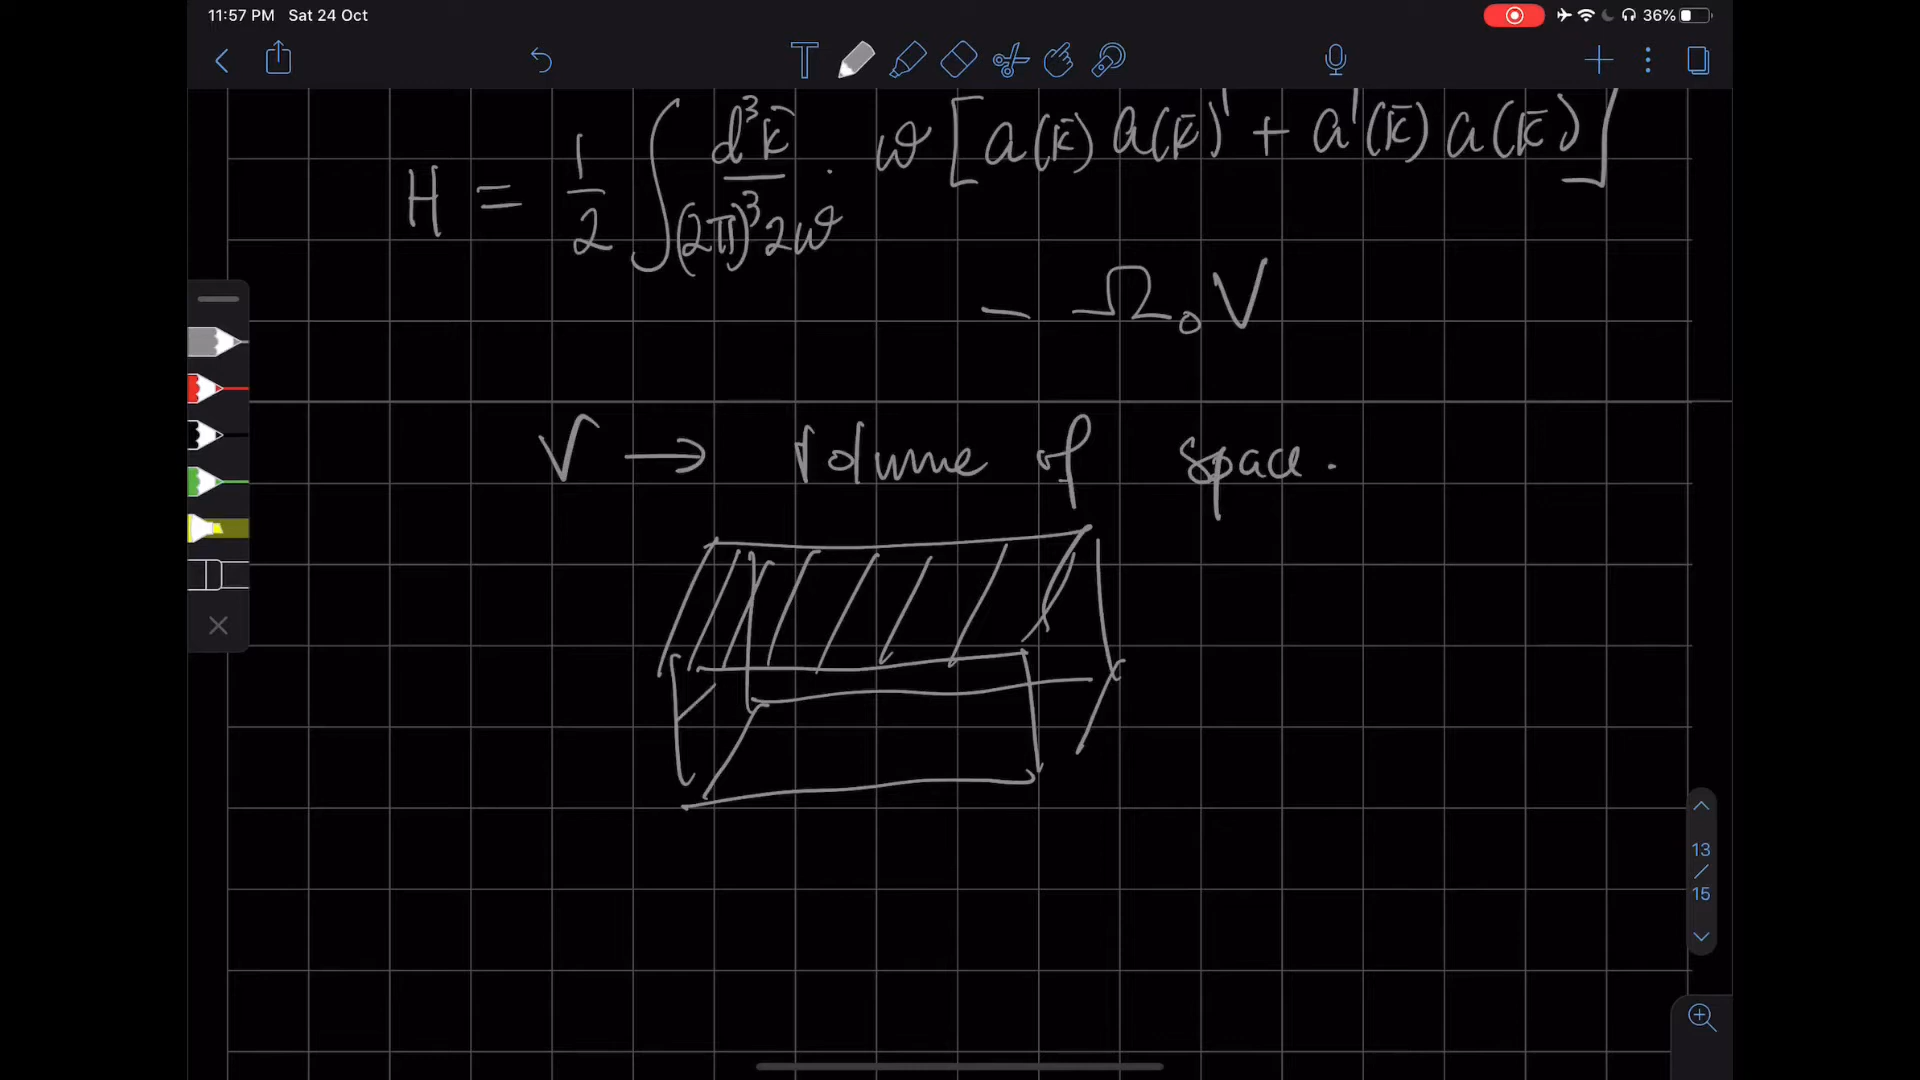 11:57 PM Sat 24 Oct
36%
T
H = 1/2 ∫ d³k̄/(2π)³2ω · ω [a(k̄) a(k̄)' + a'(k̄) a(k̄)]
− Ω₀V
V → Volume of space.
13
/
15